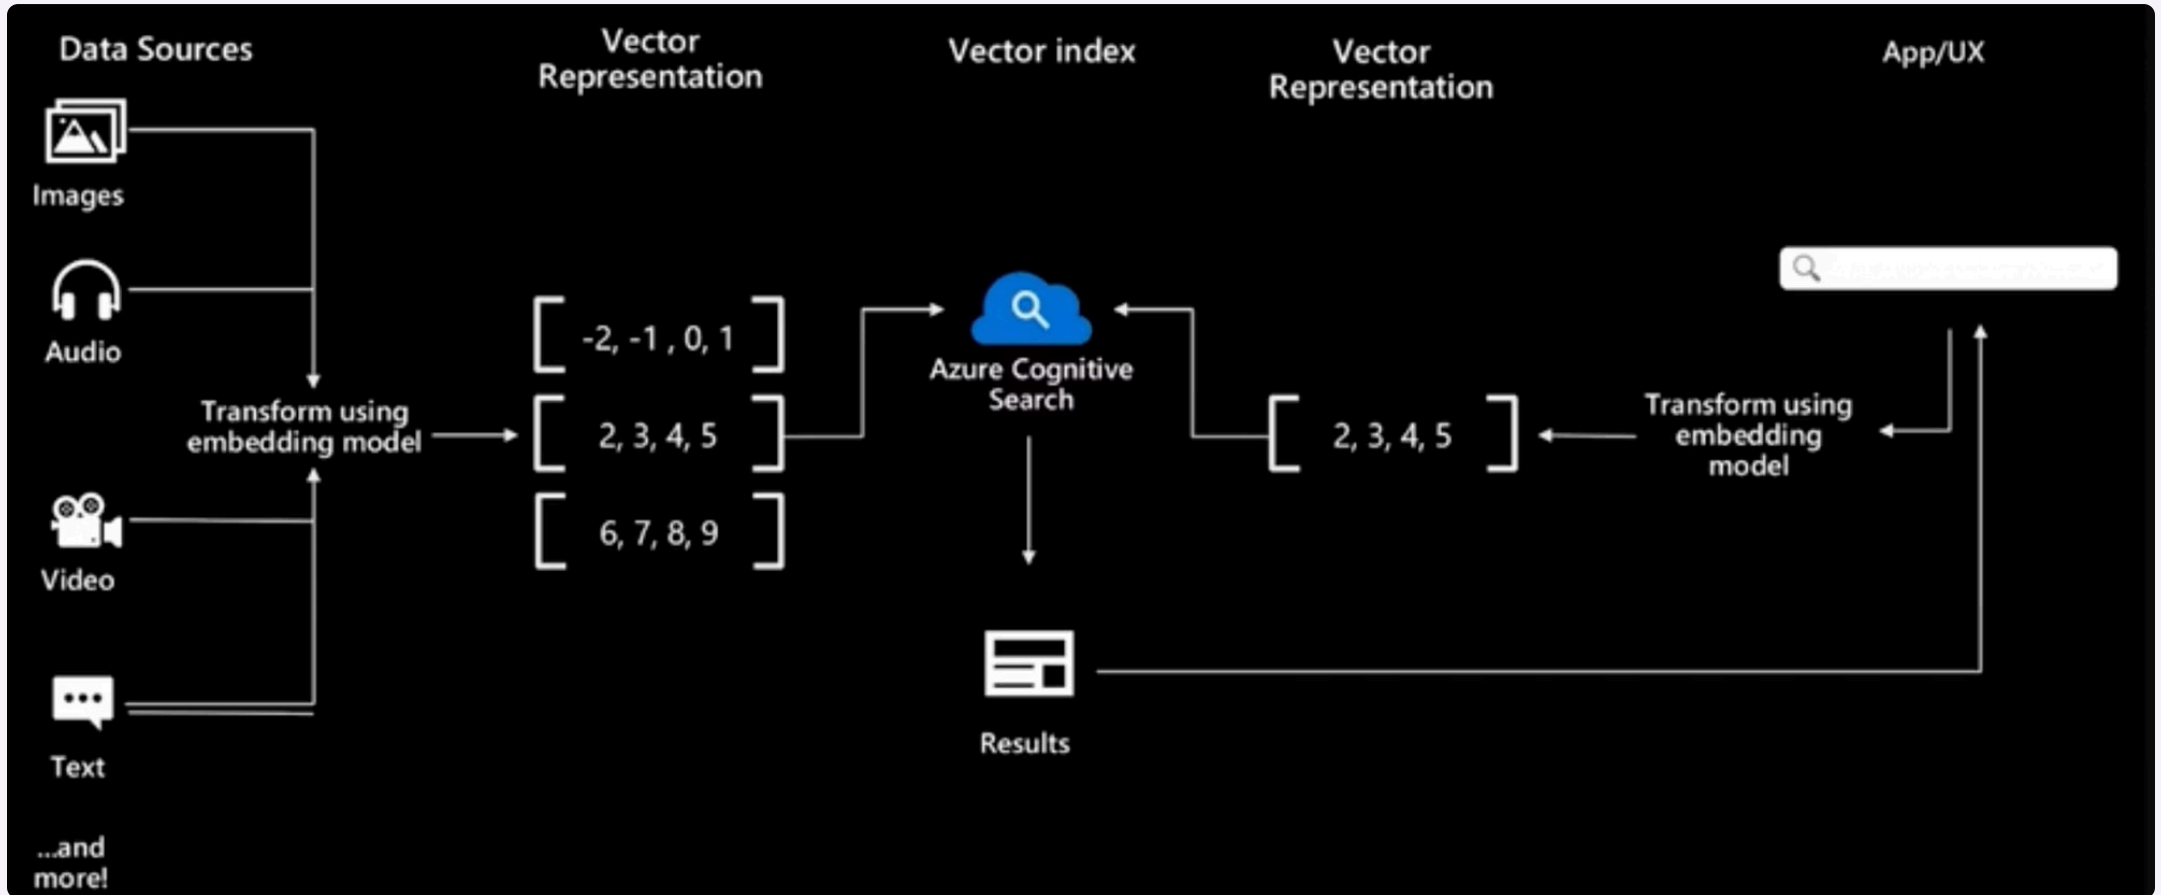 Data Sources
Vector
Representation
Vector index
Vector
Representation
App/UX
Images
Audio
Transform using
embedding model
Video
Text
...and
more!
-2, -1 , 0, 1
2, 3, 4, 5
6, 7, 8, 9
Azure Cognitive
Search
Results
2, 3, 4, 5
Transform using
embedding
model